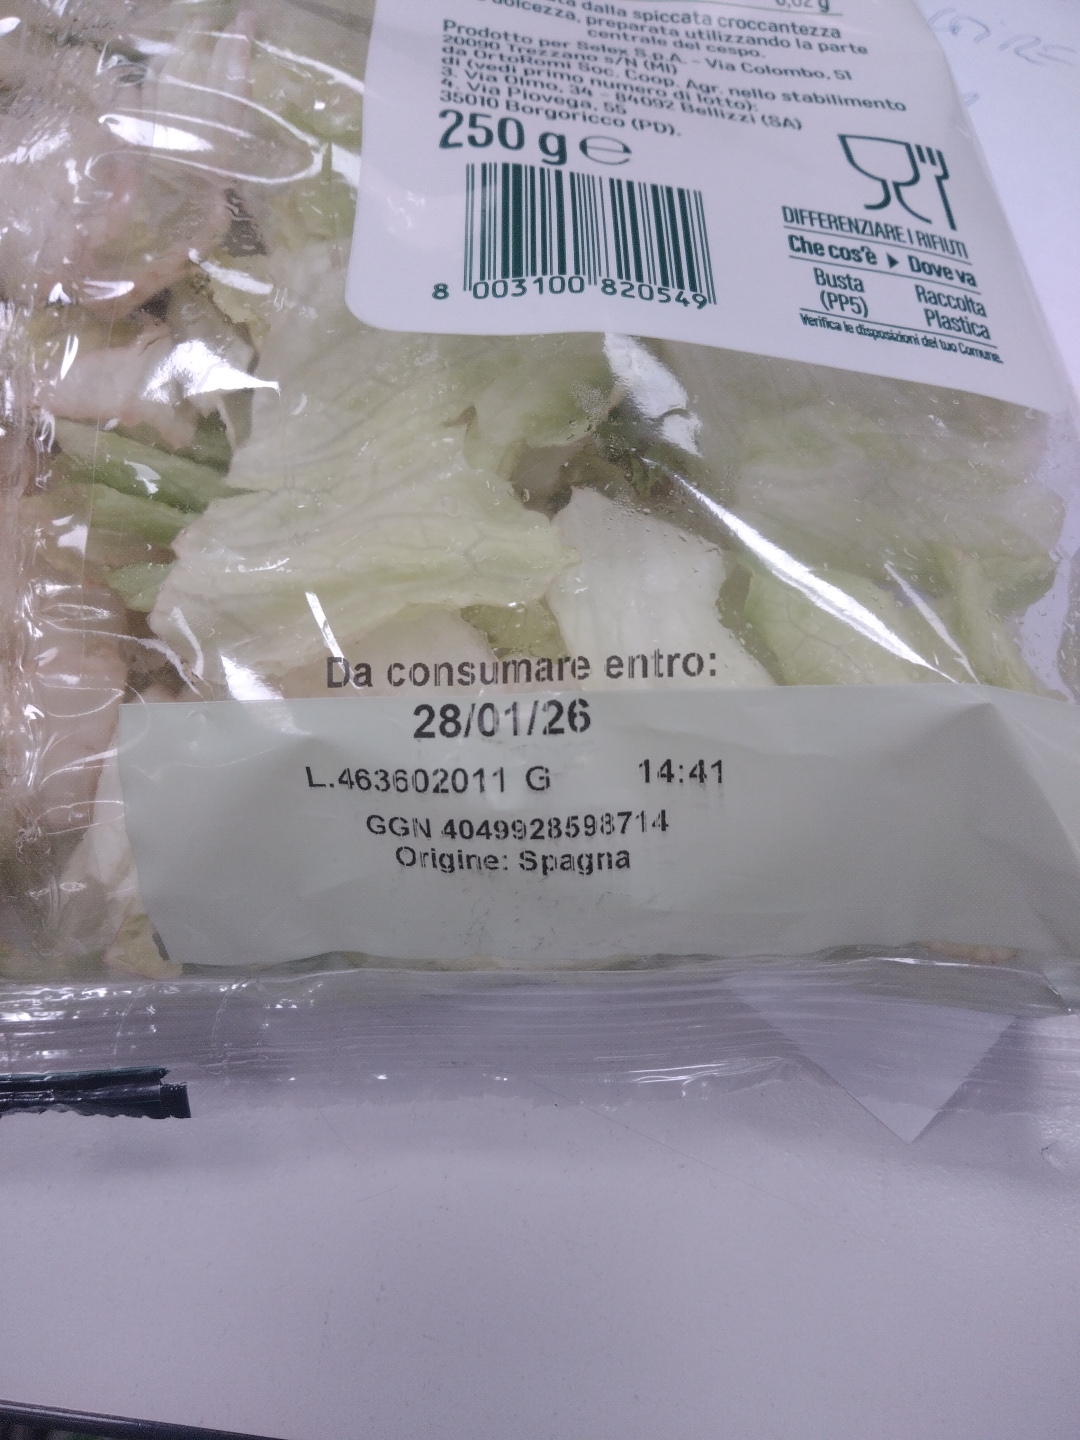 0,02 g
dalla spiccata croccantezza
dolcezza, preparata utilizzando la parte
centrale del cespo.
Prodotto per Selex S.p.A. - Via Colombo, 51
20090 Trezzano s/N (MI)
da OrtoRomi Soc. Coop. Agr. nello stabilimento
di (vedi primo numero di lotto):
3. Via Olmo, 34 - 84092 Bellizzi (SA)
4. Via Piovega, 55
35010 Borgoricco (PD).
250 g e
8 003100 820549
DIFFERENZIARE I RIFIUTI
Che cos'è ▸ Dove va
Busta (PP5) Raccolta Plastica
Verifica le disposizioni del tuo Comune.
Da consumare entro:
28/01/26
L.463602011 G 14:41
GGN 4049928598714
Origine: Spagna